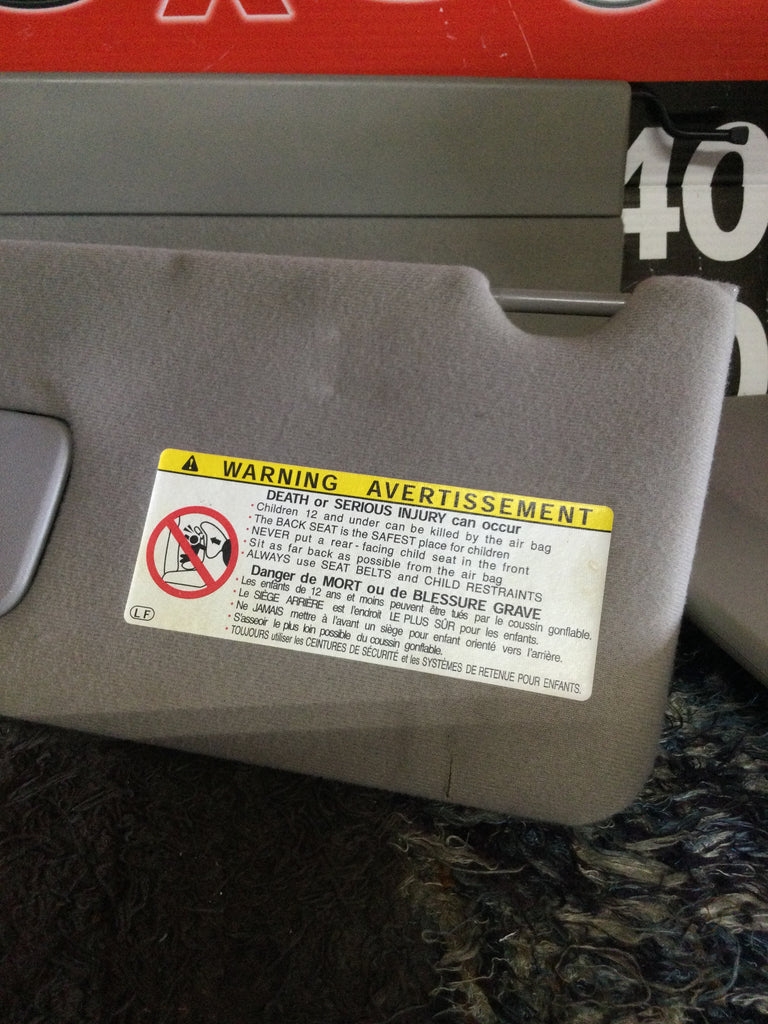 40
WARNING AVERTISSEMENT
DEATH or SERIOUS INJURY can occur
· Children 12 and under can be killed by the air bag
· The BACK SEAT is the SAFEST place for children
· NEVER put a rear - facing child seat in the front
· Sit as far back as possible from the air bag
· ALWAYS use SEAT BELTS and CHILD RESTRAINTS
Danger de MORT ou de BLESSURE GRAVE
· Les enfants de 12 ans et moins peuvent être tués par le coussin gonflable.
· Le SIÈGE ARRIÈRE est l'endroit LE PLUS SÛR pour les enfants.
· Ne JAMAIS mettre à l'avant un siège pour enfant orienté vers l'arrière.
· S'asseoir le plus loin possible du coussin gonflable.
· TOUJOURS utiliser les CEINTURES DE SÉCURITÉ et les SYSTÈMES DE RETENUE POUR ENFANTS.
LF